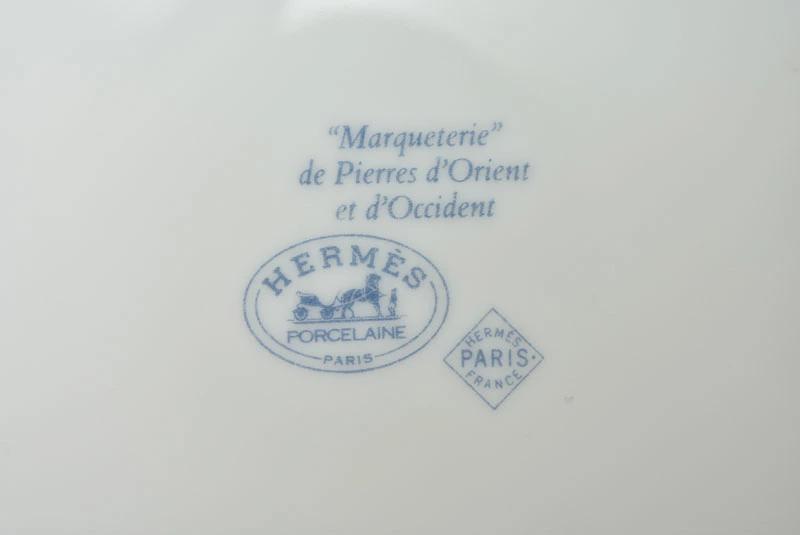 “Marqueterie”
de Pierres d’Orient
et d’Occident
HERMÈS
PORCELAINE
PARIS
HERMÈS
PARIS
FRANCE